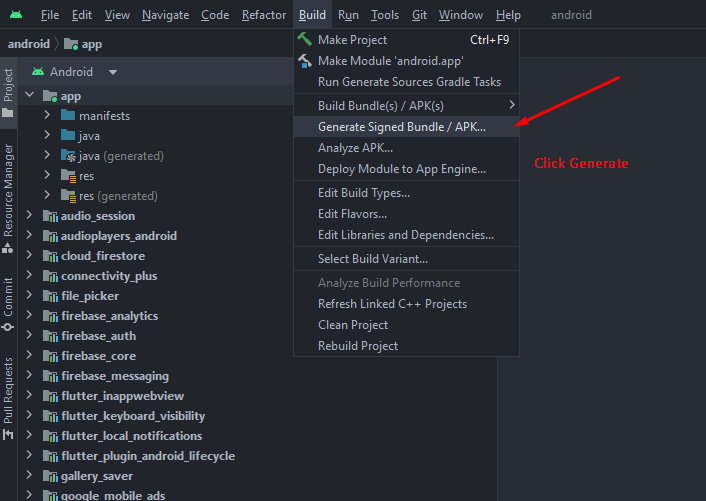 File Edit View Navigate Code Refactor Build Run Tools Git Window Help android
android app
Project
Resource Manager
Commit
Pull Requests
Android
app
manifests
java
java (generated)
res
res (generated)
audio_session
audioplayers_android
cloud_firestore
connectivity_plus
file_picker
firebase_analytics
firebase_auth
firebase_core
firebase_messaging
flutter_inappwebview
flutter_keyboard_visibility
flutter_local_notifications
flutter_plugin_android_lifecycle
gallery_saver
google_mobile_ads
Make Project Ctrl+F9
Make Module 'android.app'
Run Generate Sources Gradle Tasks
Build Bundle(s) / APK(s)
Generate Signed Bundle / APK...
Analyze APK...
Deploy Module to App Engine...
Edit Build Types...
Edit Flavors...
Edit Libraries and Dependencies...
Select Build Variant...
Analyze Build Performance
Refresh Linked C++ Projects
Clean Project
Rebuild Project
Click Generate